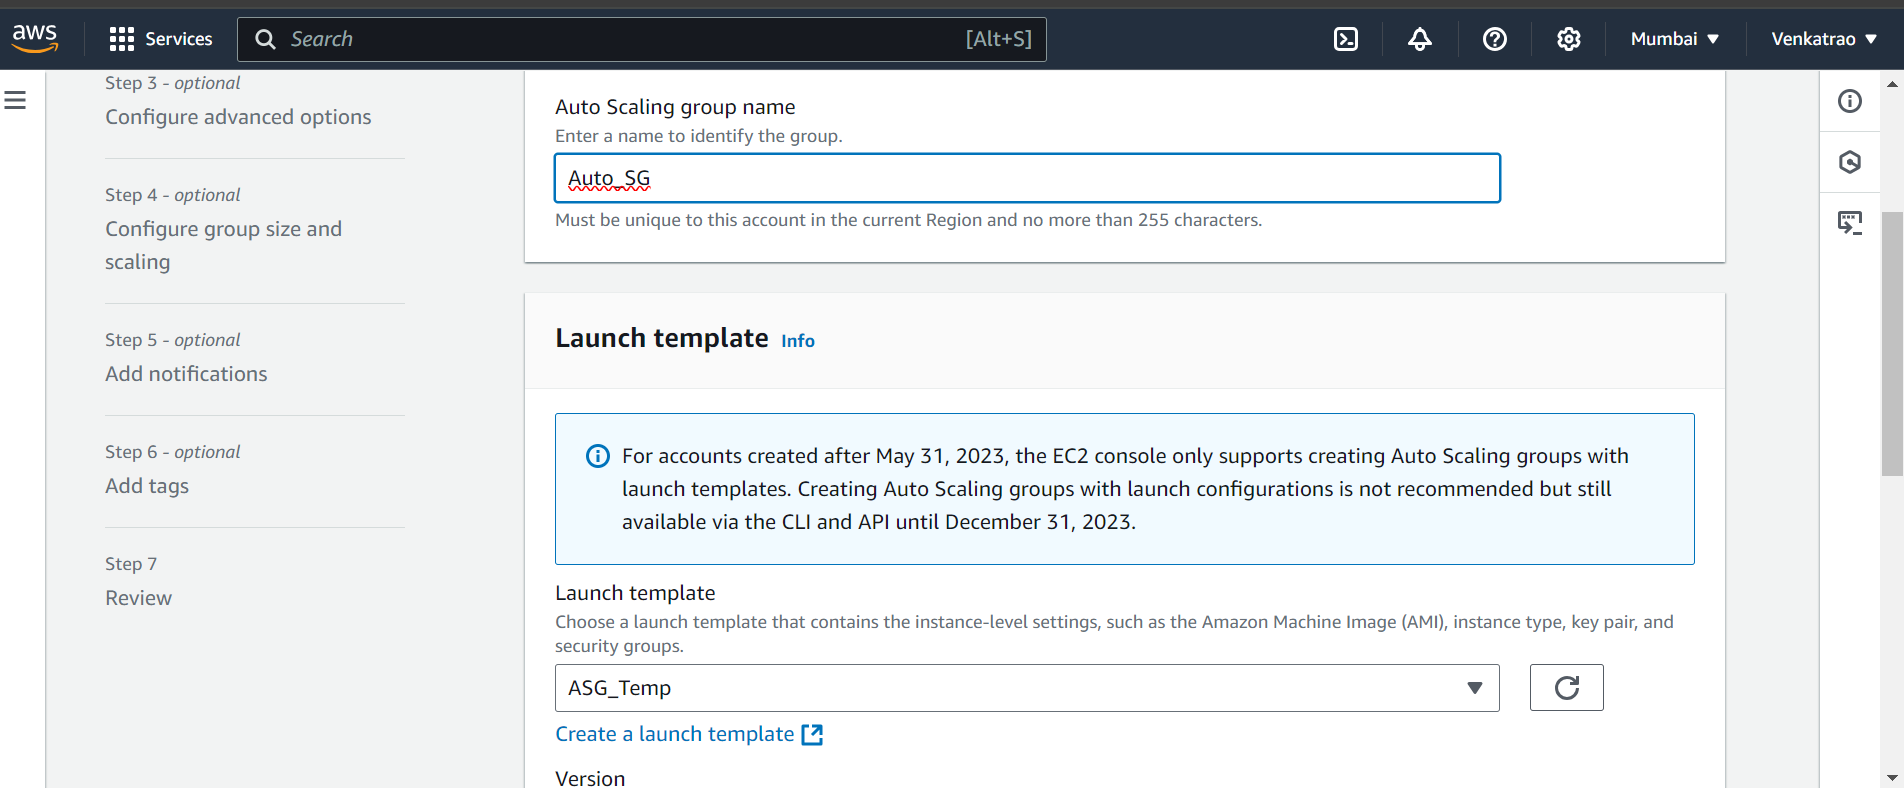 aws
Services
Search
[Alt+S]
Mumbai
Venkatrao
Step 3 - optional
Configure advanced options
Step 4 - optional
Configure group size and
scaling
Step 5 - optional
Add notifications
Step 6 - optional
Add tags
Step 7
Review
Auto Scaling group name
Enter a name to identify the group.
Auto_SG
Must be unique to this account in the current Region and no more than 255 characters.
Launch template Info
For accounts created after May 31, 2023, the EC2 console only supports creating Auto Scaling groups with
launch templates. Creating Auto Scaling groups with launch configurations is not recommended but still
available via the CLI and API until December 31, 2023.
Launch template
Choose a launch template that contains the instance-level settings, such as the Amazon Machine Image (AMI), instance type, key pair, and
security groups.
ASG_Temp
Create a launch template
Version